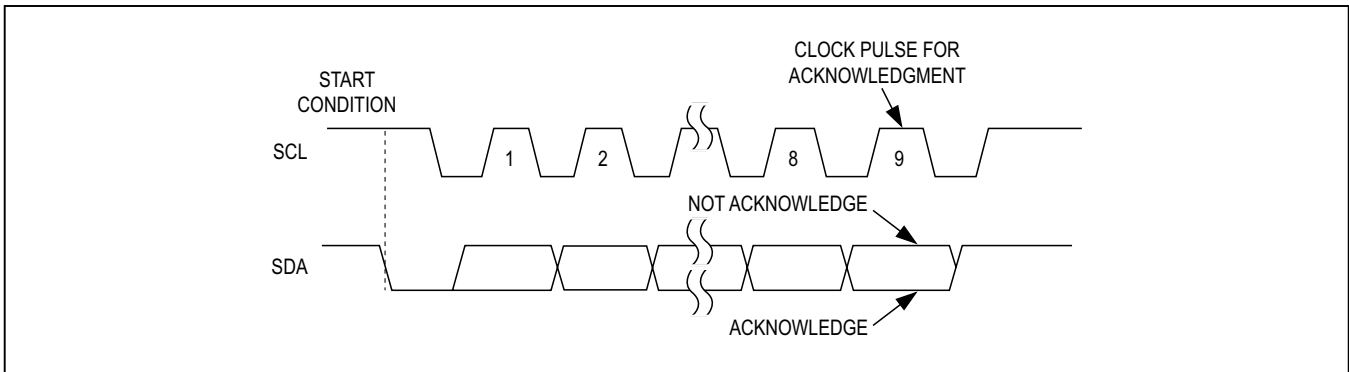 CLOCK PULSE FOR
ACKNOWLEDGMENT
START
CONDITION
SCL
1
2
8
9
NOT ACKNOWLEDGE
SDA
ACKNOWLEDGE